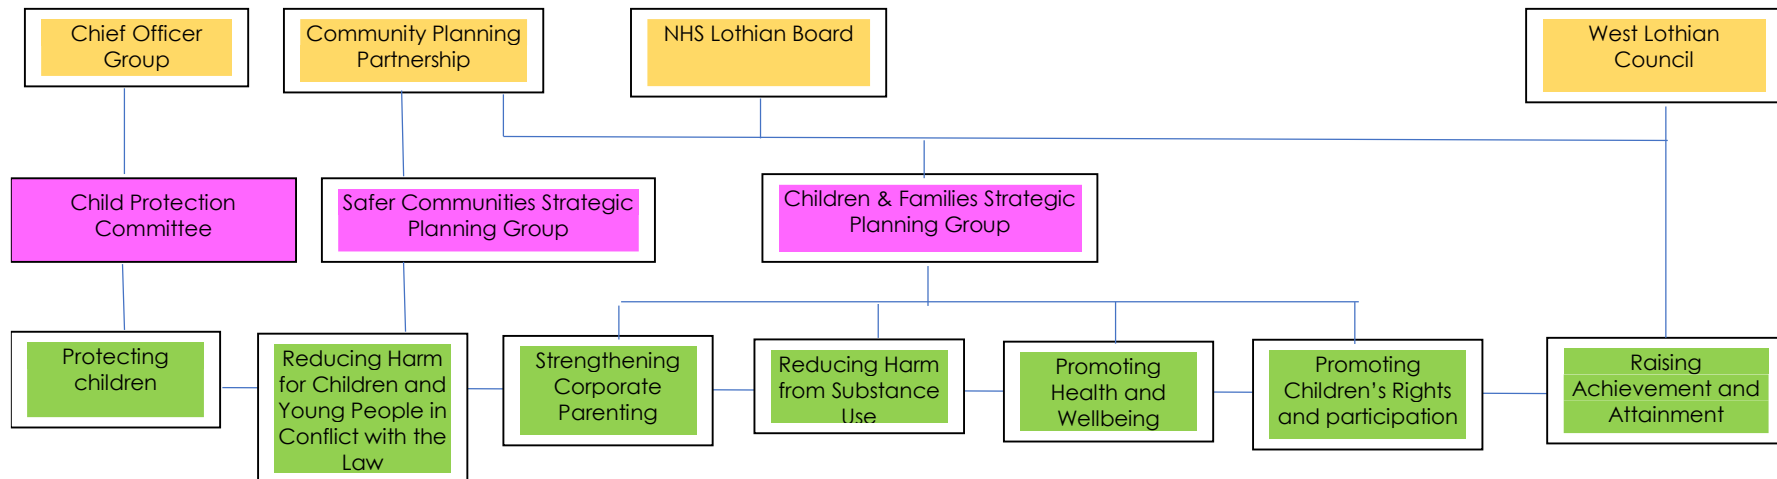 Chief Officer
Group
Community Planning
Partnership
NHS Lothian Board
West Lothian
Council
Child Protection
Committee
Safer Communities Strategic
Planning Group
Children & Families Strategic
Planning Group
Protecting
children
Reducing Harm
for Children and
Young People in
Conflict with the
Law
Strengthening
Corporate
Parenting
Reducing Harm
from Substance
Use
Promoting
Health and
Wellbeing
Promoting
Children’s Rights
and participation
Raising
Achievement and
Attainment